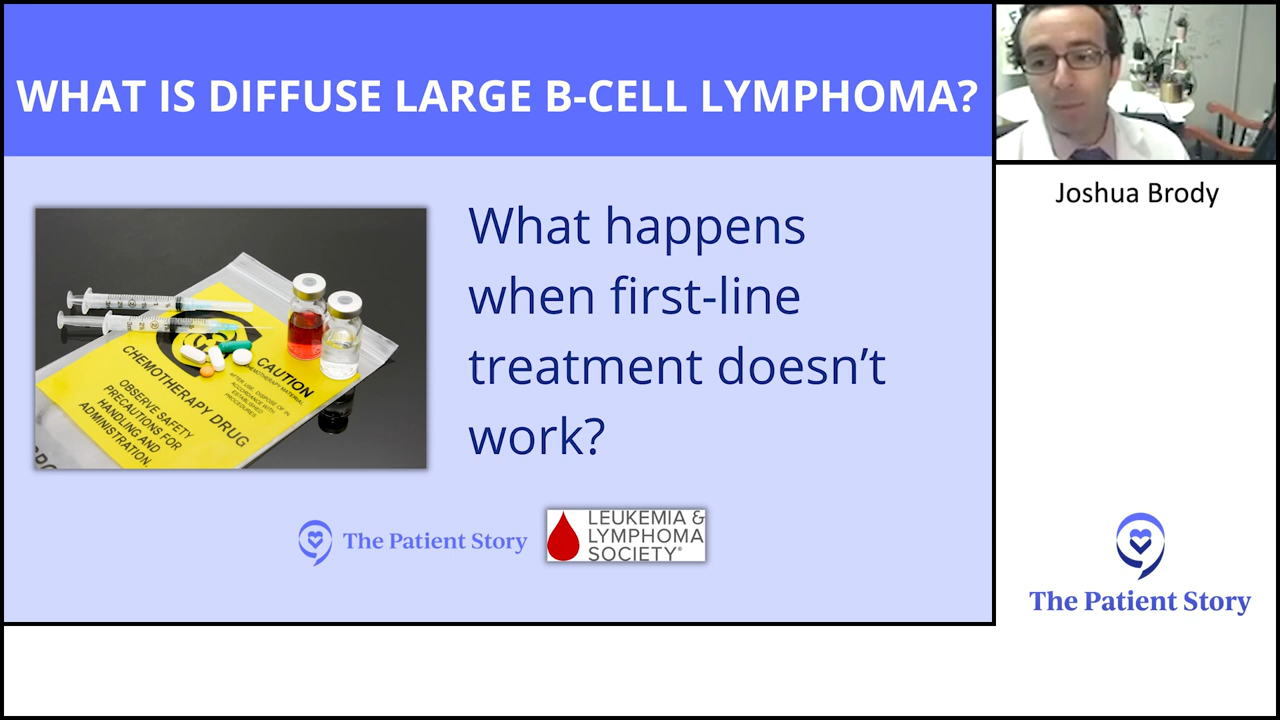 WHAT IS DIFFUSE LARGE B-CELL LYMPHOMA?
What happens
when first-line
treatment doesn't
work?
CAUTION
CHEMOTHERAPY DRUG
OBSERVE SAFETY
PRECAUTIONS FOR
HANDLING AND
ADMINISTRATION.
The Patient Story
LEUKEMIA &
LYMPHOMA
SOCIETY®
Joshua Brody
The Patient Story